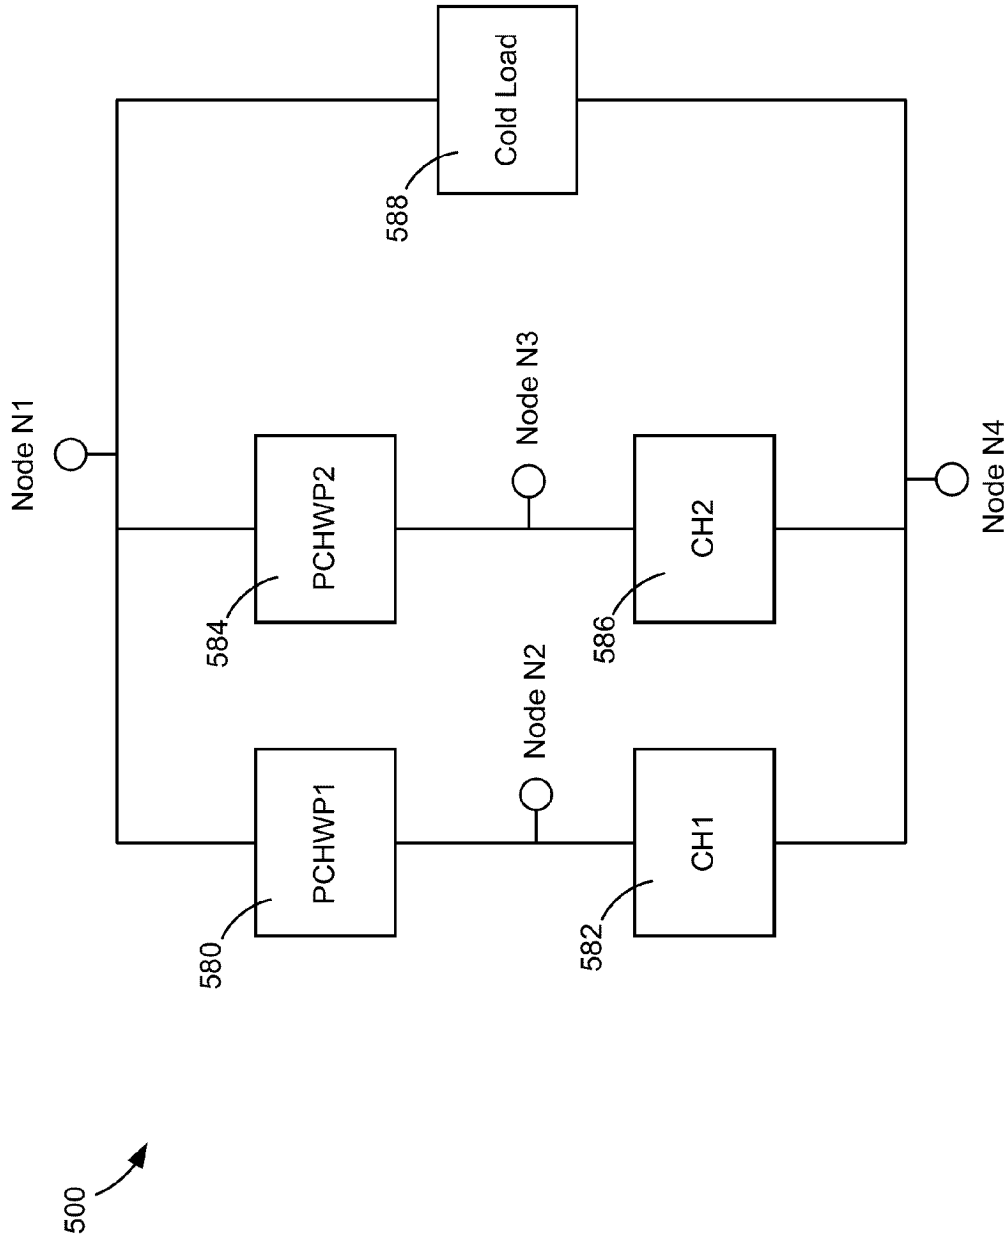 500
580
PCHWP1
Node N2
582
CH1
Node N1
584
PCHWP2
Node N3
586
CH2
Node N4
588
Cold Load